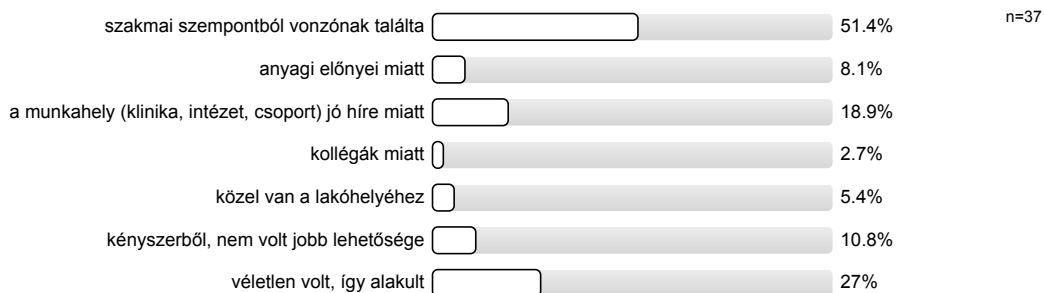 szakmai szempontból vonzónak találta 51.4% n=37
anyagi előnyei miatt 8.1%
a munkahely (klinika, intézet, csoport) jó híre miatt 18.9%
kollégák miatt 2.7%
közel van a lakóhelyéhez 5.4%
kényszerből, nem volt jobb lehetősége 10.8%
véletlen volt, így alakult 27%